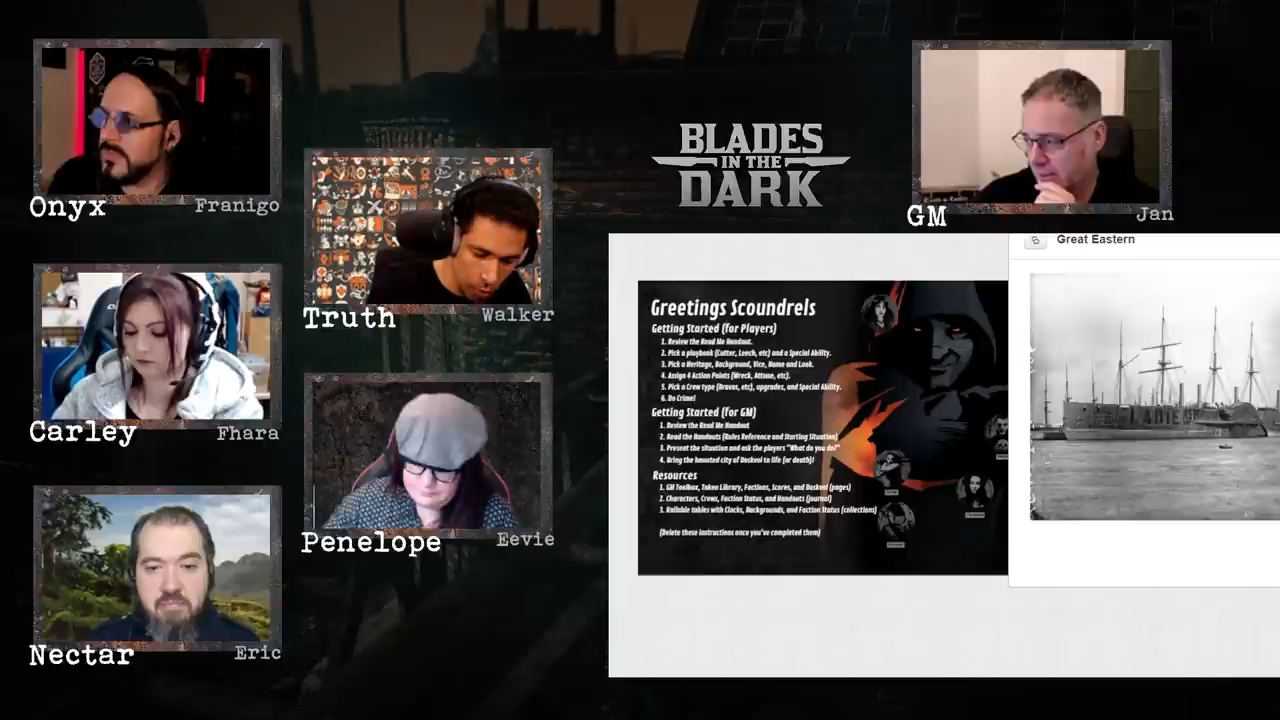 Onyx
Franigo
Truth
Walker
Carley
Fhara
Penelope
Eevie
Nectar
Eric
BLADES
IN THE
DARK
GM
Jan
Great Eastern
Greetings Scoundrels
Getting Started (for Players)
1. Review the Read Me Handout.
2. Pick a playbook (Cutter, Leech, etc) and a Special Ability.
3. Pick a Heritage, Background, Vice, Name and Look.
4. Assign 4 Action Points (Wreck, Attune, etc).
5. Pick a Crew type (Bravos, etc), upgrades, and Special Ability.
6. Do Crime!
Getting Started (for GM)
1. Review the Read Me Handout
2. Read the Handouts (Rules Reference and Starting Situation)
3. Present the situation and ask the players "What do you do?"
4. Bring the haunted city of Doskvol to life (or death)!
Resources
1. GM Toolbox, Token Library, Factions, Scores, and Doskvol (pages)
2. Characters, Crews, Faction Status, and Handouts (journal)
3. Rollable tables with Clocks, Backgrounds, and Faction Status (collections)
(Delete these instructions once you've completed them)